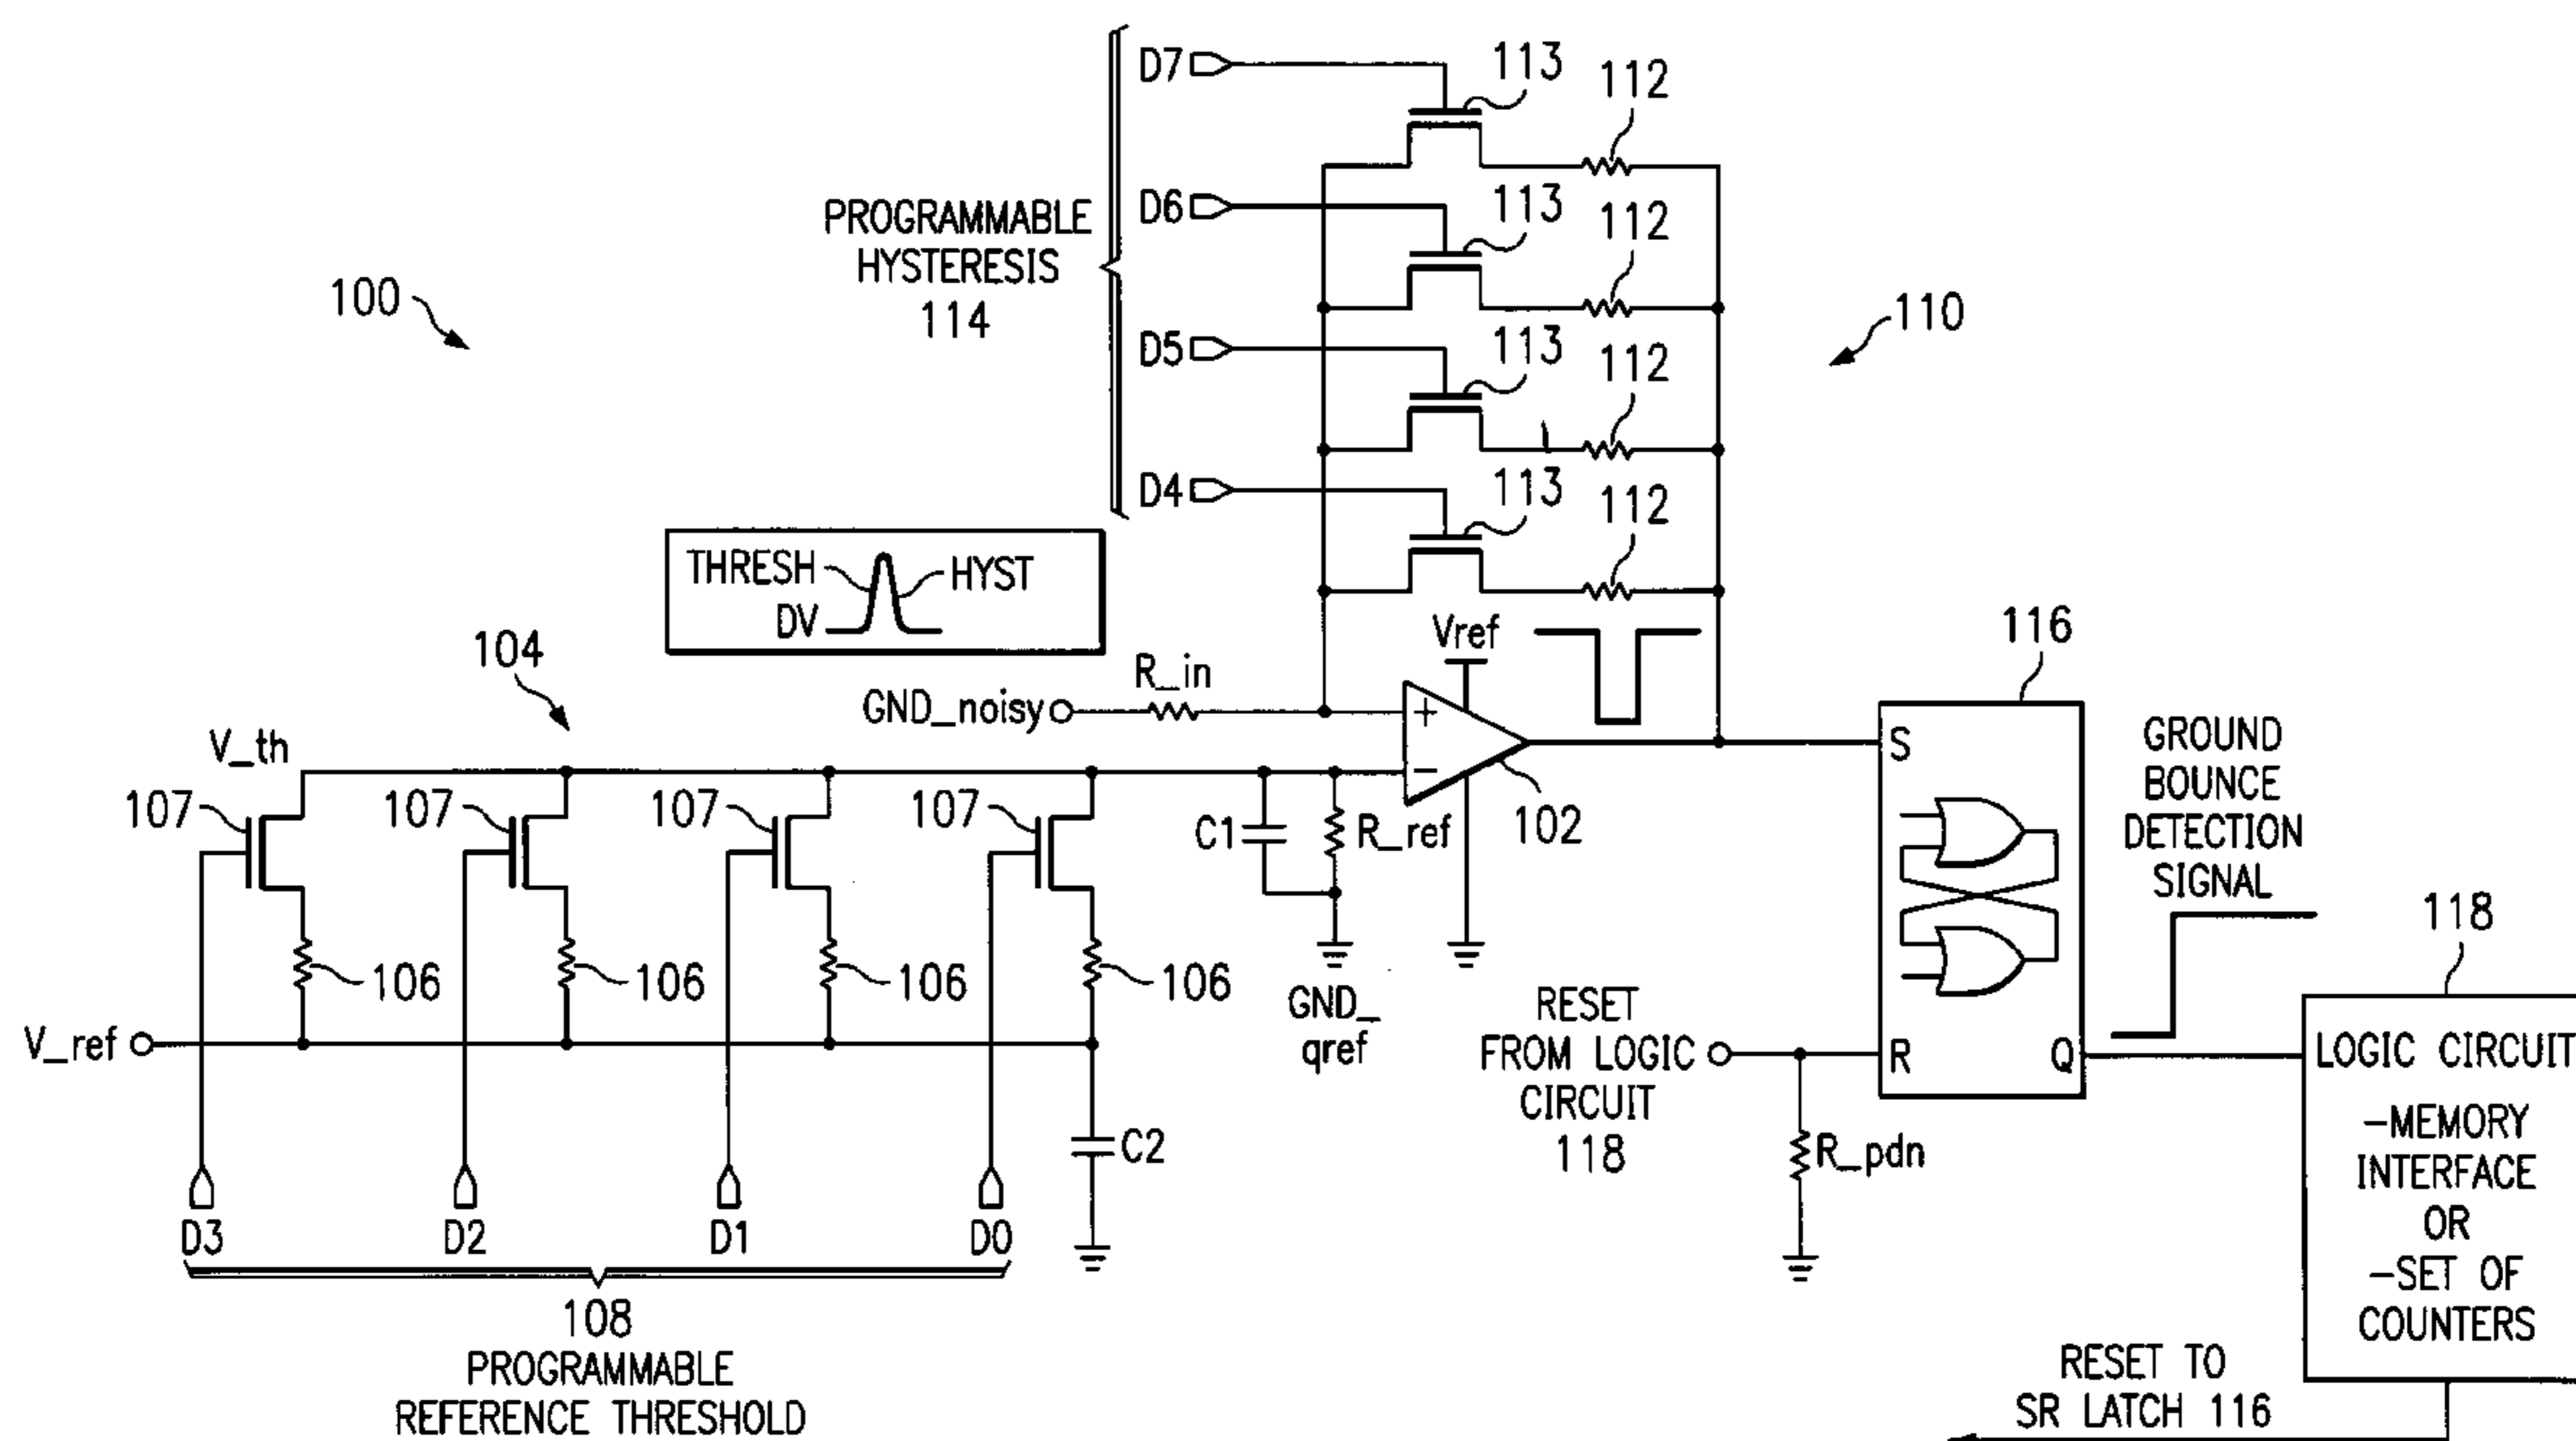 D7
113
112
PROGRAMMABLE
HYSTERESIS
114
D6
113
112
100
110
D5
113
112
D4
113
112
THRESH
HYST
DV
104
Vref
116
R_in
GND_noisy
+
V_th
S
GROUND
BOUNCE
DETECTION
SIGNAL
107
107
107
107
C1
R_ref
−
102
106
106
106
106
118
GND_
qref
V_ref
RESET
FROM LOGIC
CIRCUIT
118
R
Q
LOGIC CIRCUIT
-MEMORY
INTERFACE
OR
-SET OF
COUNTERS
C2
R_pdn
D3
D2
D1
D0
108
PROGRAMMABLE
REFERENCE THRESHOLD
RESET TO
SR LATCH 116